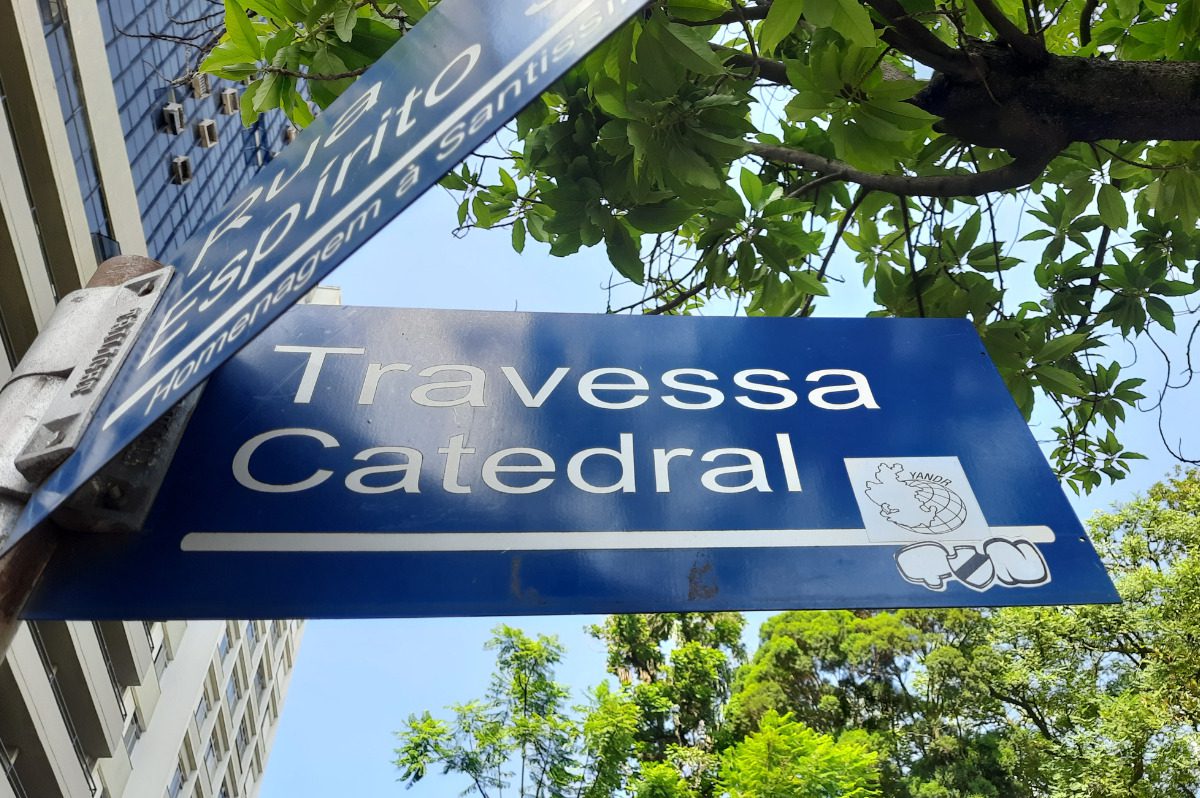 Rua
Espírito
Homenagem à santíssi
Travessa
Catedral
YANDR